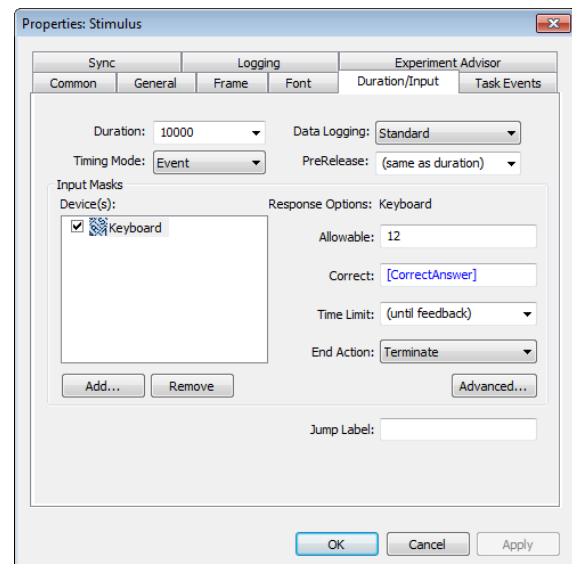 Properties: Stimulus
Sync Logging Experiment Advisor
Common General Frame Font Duration/Input Task Events
Duration: 10000 Data Logging: Standard
Timing Mode: Event PreRelease: (same as duration)
Input Masks
Device(s): Response Options: Keyboard
Keyboard
Allowable: 12
Correct: [CorrectAnswer]
Time Limit: (until feedback)
End Action: Terminate
Add... Remove Advanced...
Jump Label:
OK Cancel Apply